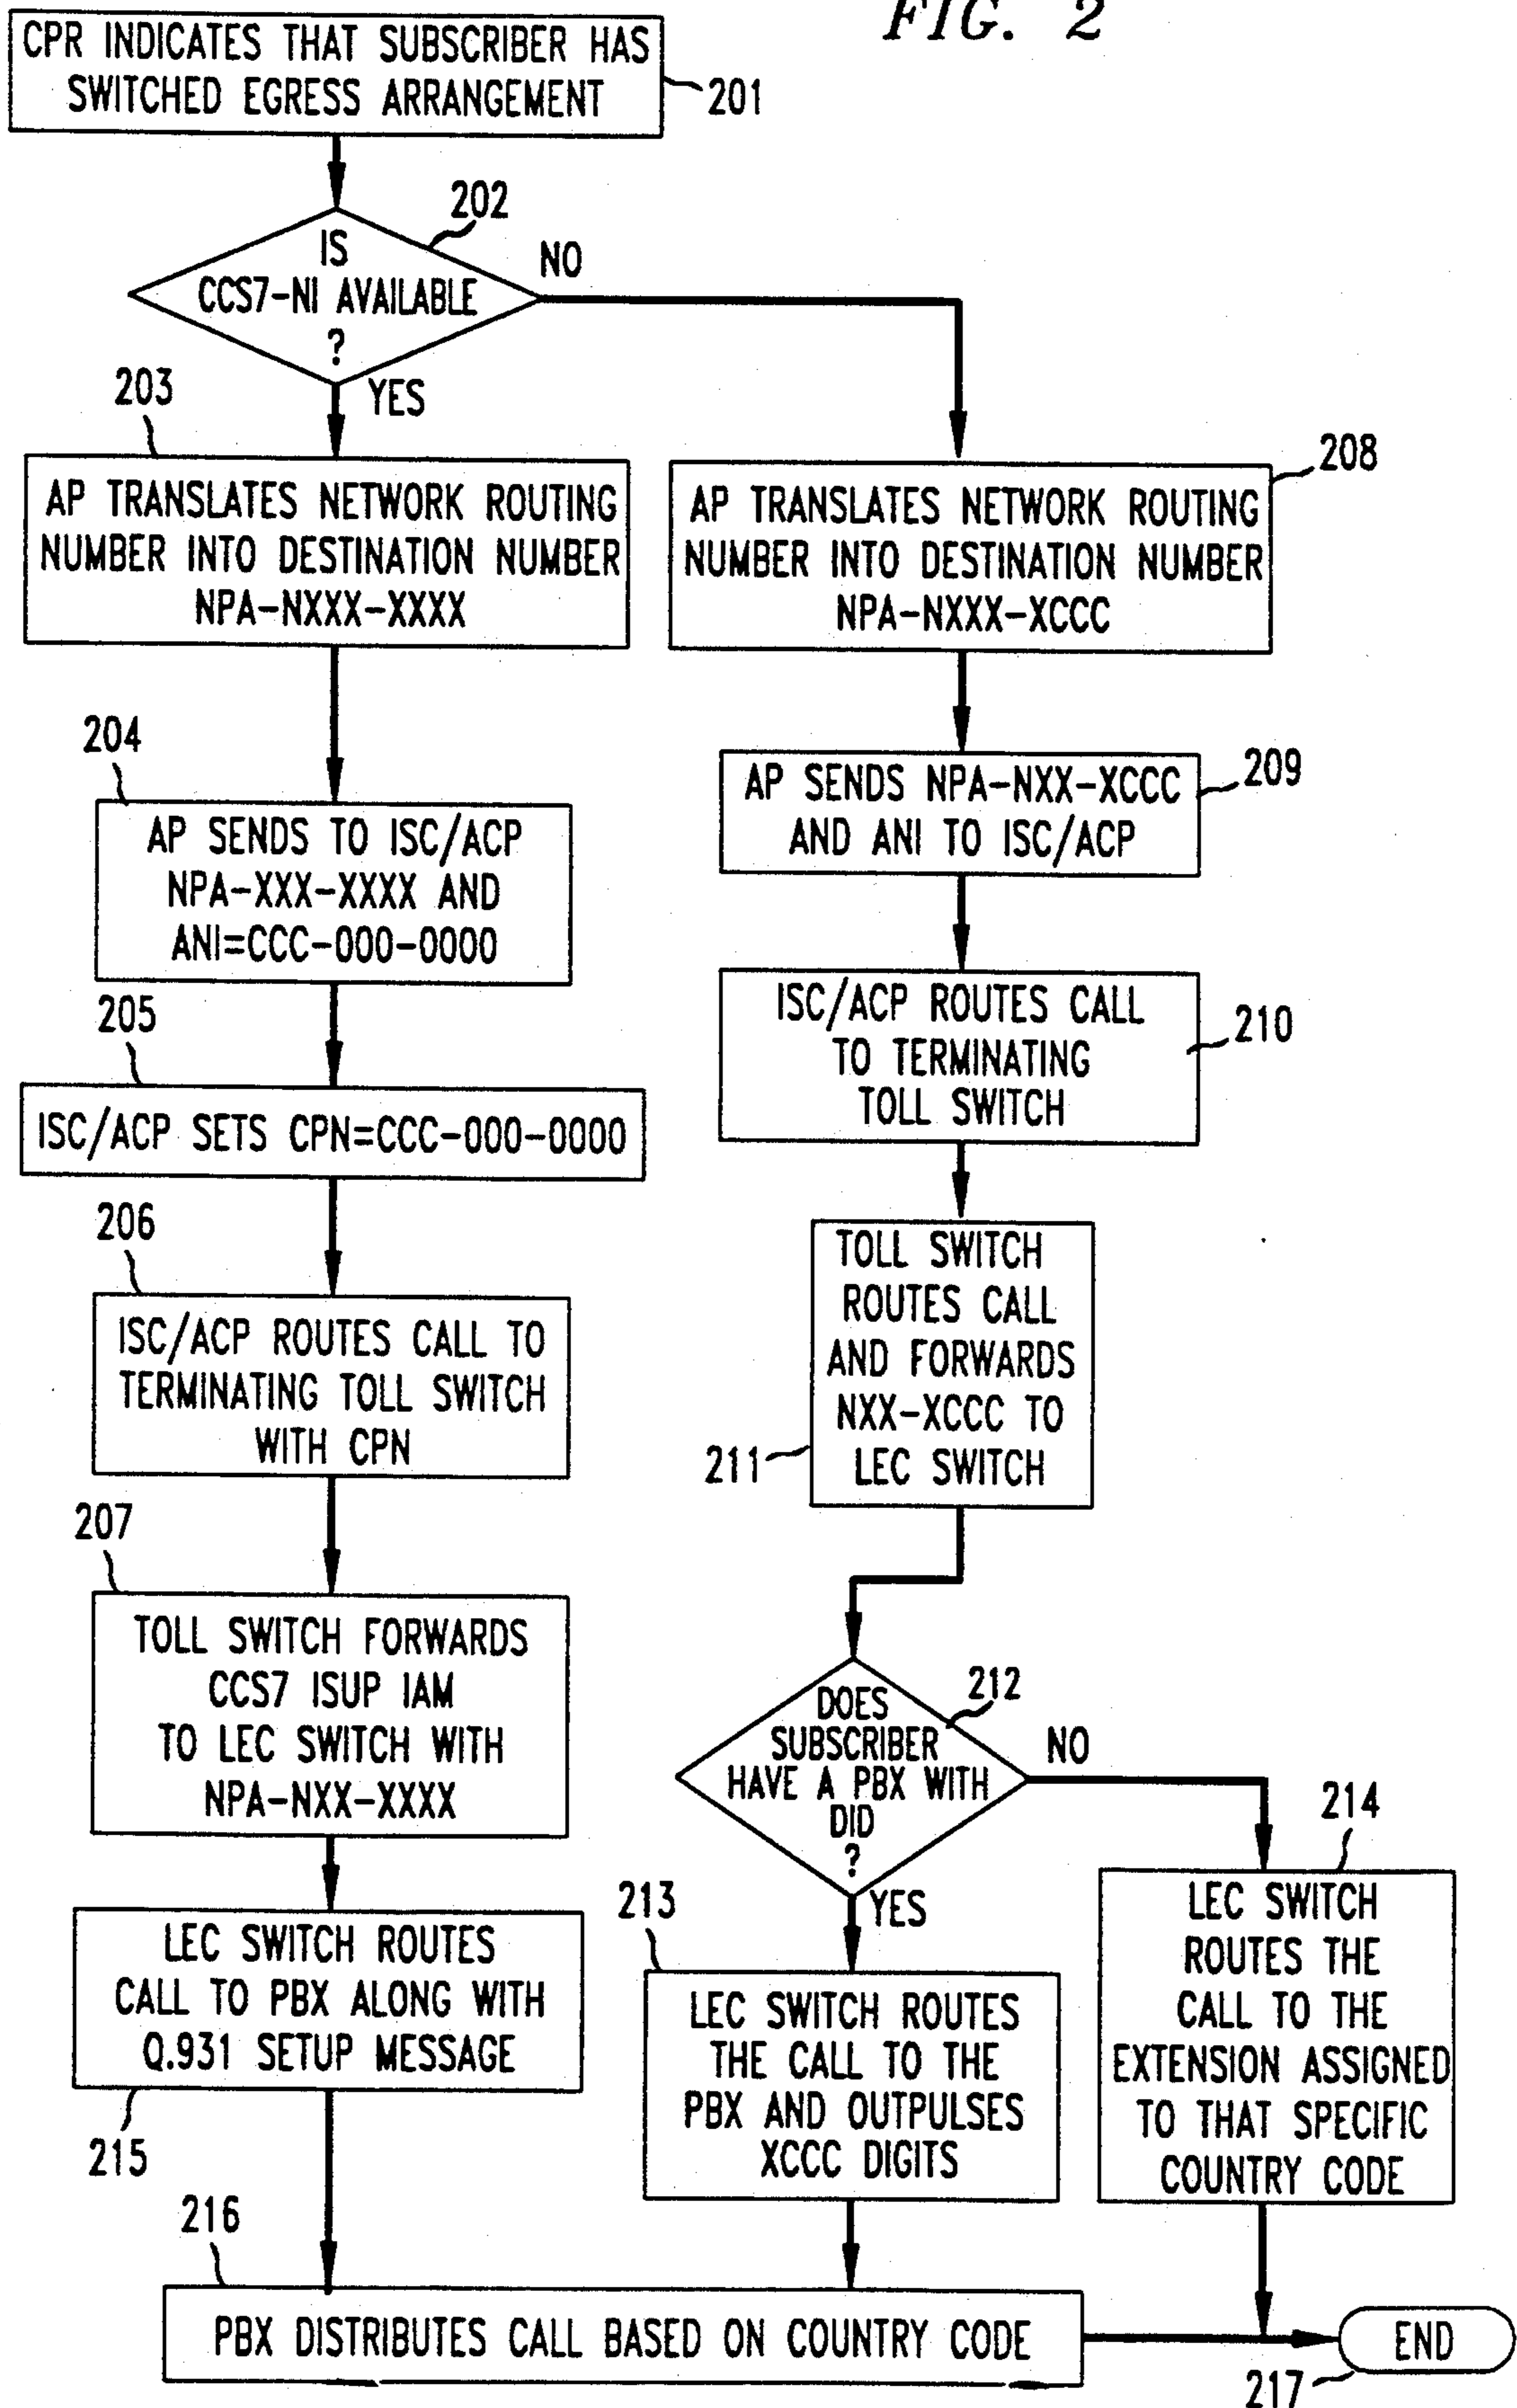 FIG. 2
CPR INDICATES THAT SUBSCRIBER HAS
SWITCHED EGRESS ARRANGEMENT
201
202
IS
CCS7-NI AVAILABLE
?
NO
YES
203
AP TRANSLATES NETWORK ROUTING
NUMBER INTO DESTINATION NUMBER
NPA-NXXX-XXXX
204
AP SENDS TO ISC/ACP
NPA-XXX-XXXX AND
ANI=CCC-000-0000
205
ISC/ACP SETS CPN=CCC-000-0000
206
ISC/ACP ROUTES CALL TO
TERMINATING TOLL SWITCH
WITH CPN
207
TOLL SWITCH FORWARDS
CCS7 ISUP IAM
TO LEC SWITCH WITH
NPA-NXX-XXXX
LEC SWITCH ROUTES
CALL TO PBX ALONG WITH
Q.931 SETUP MESSAGE
215
208
AP TRANSLATES NETWORK ROUTING
NUMBER INTO DESTINATION NUMBER
NPA-NXXX-XCCC
209
AP SENDS NPA-NXX-XCCC
AND ANI TO ISC/ACP
210
ISC/ACP ROUTES CALL
TO TERMINATING
TOLL SWITCH
TOLL SWITCH
ROUTES CALL
AND FORWARDS
NXX-XCCC TO
LEC SWITCH
211
212
DOES
SUBSCRIBER
HAVE A PBX WITH
DID
?
NO
YES
213
LEC SWITCH ROUTES
THE CALL TO THE
PBX AND OUTPULSES
XCCC DIGITS
214
LEC SWITCH
ROUTES THE
CALL TO THE
EXTENSION ASSIGNED
TO THAT SPECIFIC
COUNTRY CODE
216
PBX DISTRIBUTES CALL BASED ON COUNTRY CODE
END
217